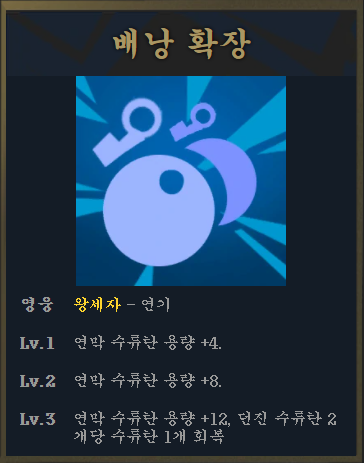 배낭 확장
영웅 왕세자 - 연기
Lv.1 연막 수류탄 용량 +4.
Lv.2 연막 수류탄 용량 +8.
Lv.3 연막 수류탄 용량 +12, 던진 수류탄 2
개당 수류탄 1개 회복